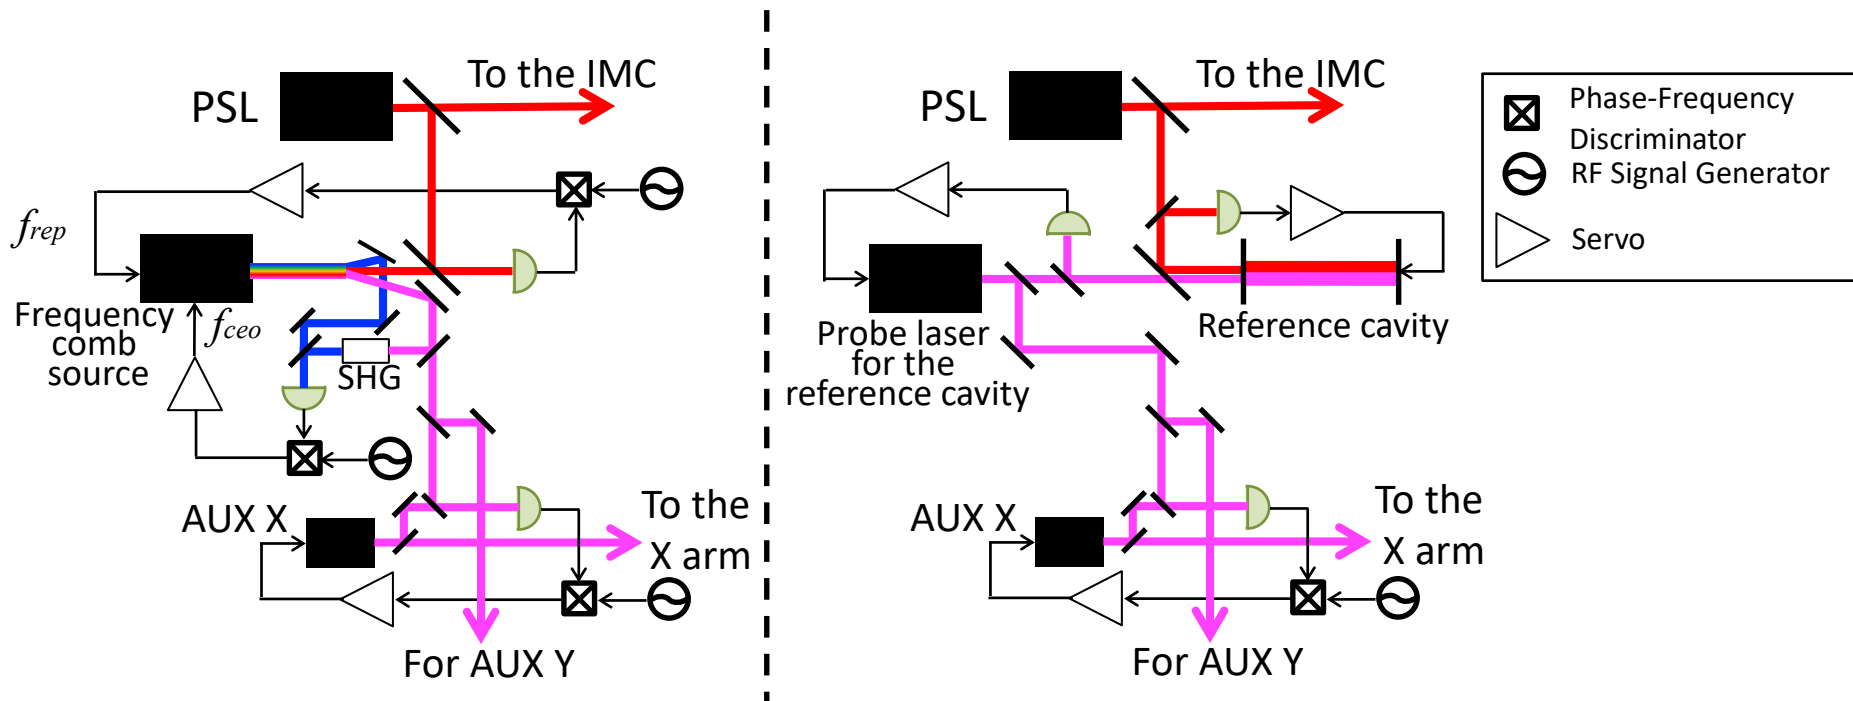 To the IMC
PSL
f_rep
Frequency
comb
source
f_ceo
SHG
AUX X
To the
X arm
For AUX Y
To the IMC
PSL
Probe laser
for the
reference cavity
Reference cavity
AUX X
To the
X arm
For AUX Y
Phase-Frequency
Discriminator
RF Signal Generator
Servo